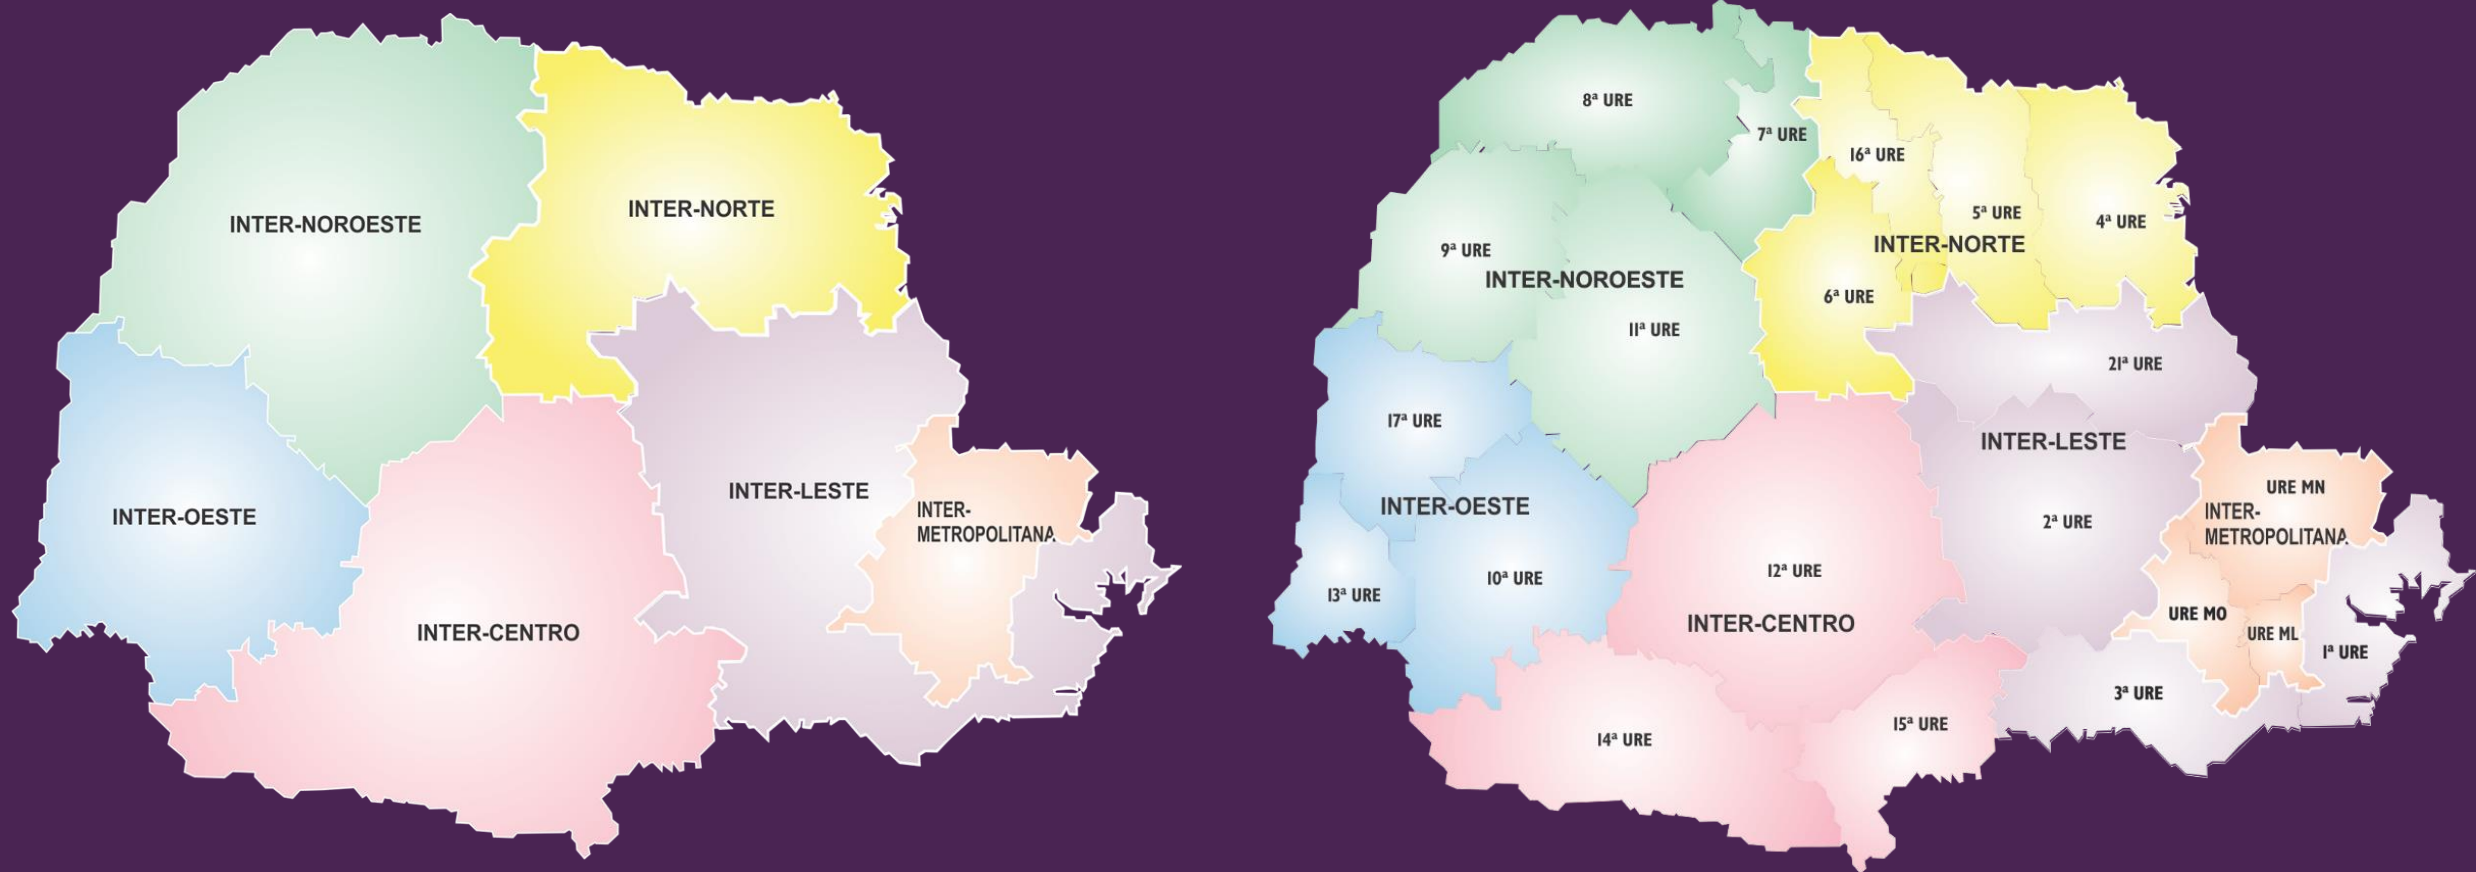 INTER-NOROESTE
INTER-NORTE
INTER-OESTE
INTER-LESTE
INTER-
METROPOLITANA
INTER-CENTRO
8ª URE
7ª URE
16ª URE
5ª URE
4ª URE
9ª URE
INTER-NORTE
INTER-NOROESTE
6ª URE
11ª URE
21ª URE
17ª URE
INTER-LESTE
URE MN
INTER-OESTE
2ª URE
INTER-
METROPOLITANA
12ª URE
10ª URE
13ª URE
URE MO
INTER-CENTRO
URE ML
1ª URE
3ª URE
15ª URE
14ª URE